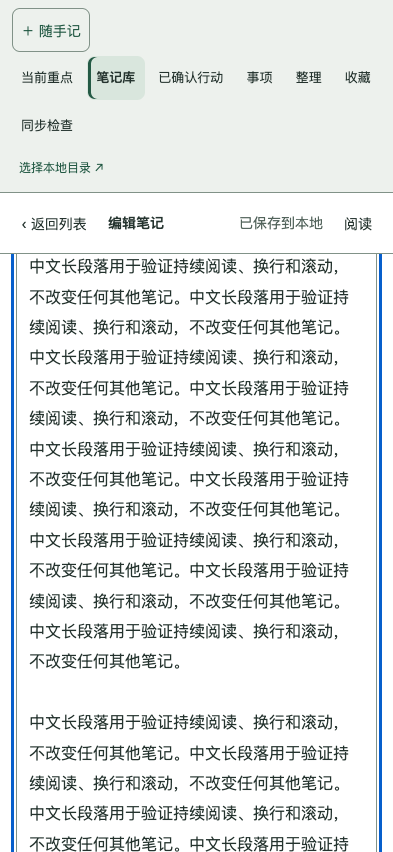 ＋ 随手记
当前重点 笔记库 已确认行动 事项 整理 收藏
同步检查
选择本地目录 ↗
‹ 返回列表 编辑笔记 已保存到本地 阅读
中文长段落用于验证持续阅读、换行和滚动，
不改变任何其他笔记。中文长段落用于验证持
续阅读、换行和滚动，不改变任何其他笔记。
中文长段落用于验证持续阅读、换行和滚动，
不改变任何其他笔记。中文长段落用于验证持
续阅读、换行和滚动，不改变任何其他笔记。
中文长段落用于验证持续阅读、换行和滚动，
不改变任何其他笔记。中文长段落用于验证持
续阅读、换行和滚动，不改变任何其他笔记。
中文长段落用于验证持续阅读、换行和滚动，
不改变任何其他笔记。中文长段落用于验证持
续阅读、换行和滚动，不改变任何其他笔记。
中文长段落用于验证持续阅读、换行和滚动，
不改变任何其他笔记。
中文长段落用于验证持续阅读、换行和滚动，
不改变任何其他笔记。中文长段落用于验证持
续阅读、换行和滚动，不改变任何其他笔记。
中文长段落用于验证持续阅读、换行和滚动，
不改变任何其他笔记。中文长段落用于验证持